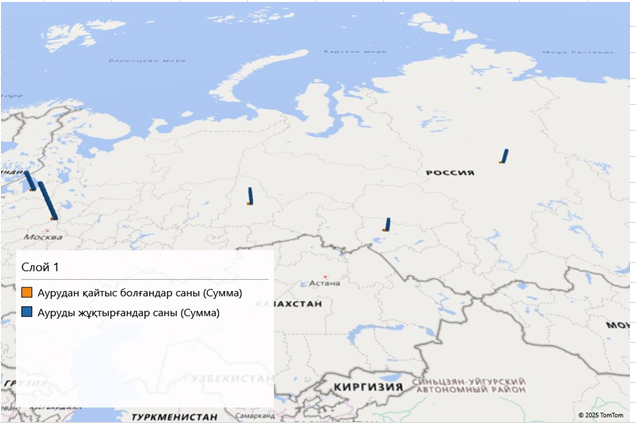 Баренцево море
Карское море
РОССИЯ
Москва
Слой 1
Аурудан қайтыс болғандар саны (Сумма)
Ауруды жұқтырғандар саны (Сумма)
Астана
КАЗАХСТАН
УЗБЕКИСТАН
КИРГИЗИЯ
СИНЬЦЗЯН-УЙГУРСКИЙ
АВТОНОМНЫЙ РАЙОН
ТУРКМЕНИСТАН
Самарканд
© 2025 TomTom